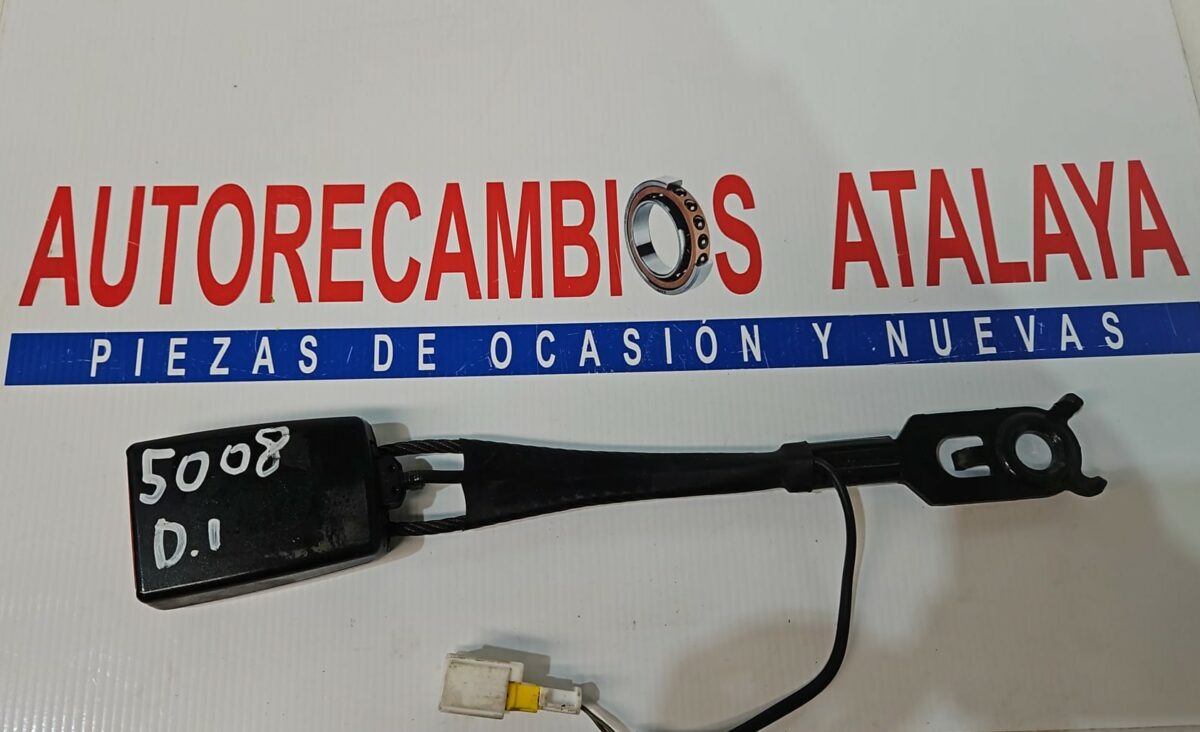 AUTORECAMBIOS ATALAYA
PIEZAS DE OCASIÓN Y NUEVAS
5008
D.I